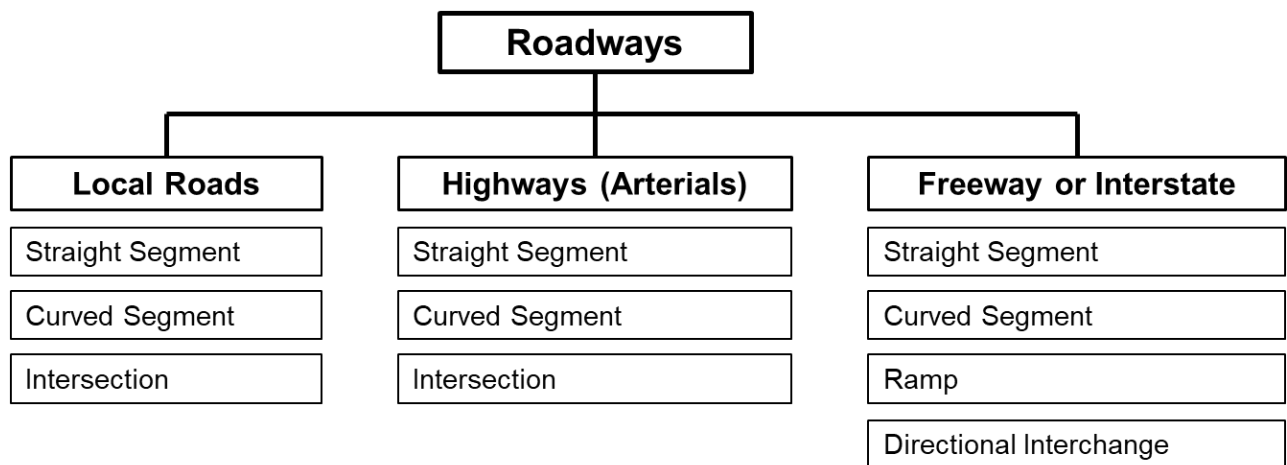 Roadways
Local Roads
Straight Segment
Curved Segment
Intersection
Highways (Arterials)
Straight Segment
Curved Segment
Intersection
Freeway or Interstate
Straight Segment
Curved Segment
Ramp
Directional Interchange